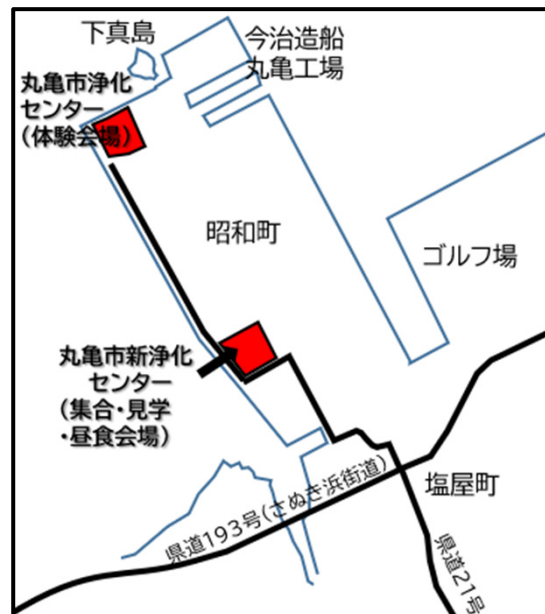 下真島
今治造船
丸亀工場
丸亀市浄化
センター
（体験会場）
昭和町
ゴルフ場
丸亀市新浄化
センター
（集合・見学
・昼食会場）
塩屋町
県道193号(さぬき浜街道)
県道21号